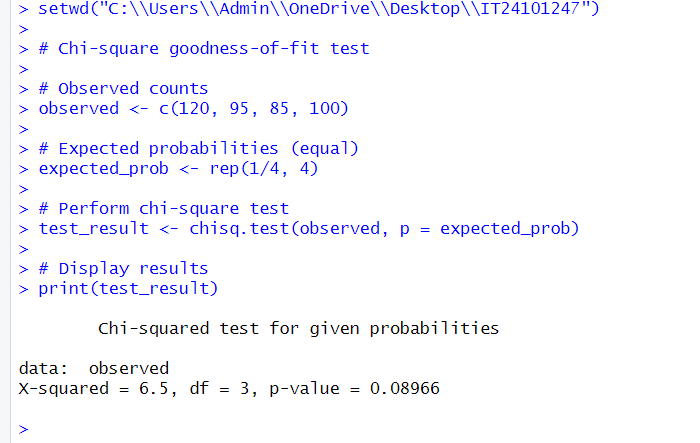 > setwd("C:\\Users\\Admin\\OneDrive\\Desktop\\IT24101247")
>
> # Chi-square goodness-of-fit test
>
> # Observed counts
> observed <- c(120, 95, 85, 100)
>
> # Expected probabilities (equal)
> expected_prob <- rep(1/4, 4)
>
> # Perform chi-square test
> test_result <- chisq.test(observed, p = expected_prob)
>
> # Display results
> print(test_result)
Chi-squared test for given probabilities
data:  observed
X-squared = 6.5, df = 3, p-value = 0.08966
>